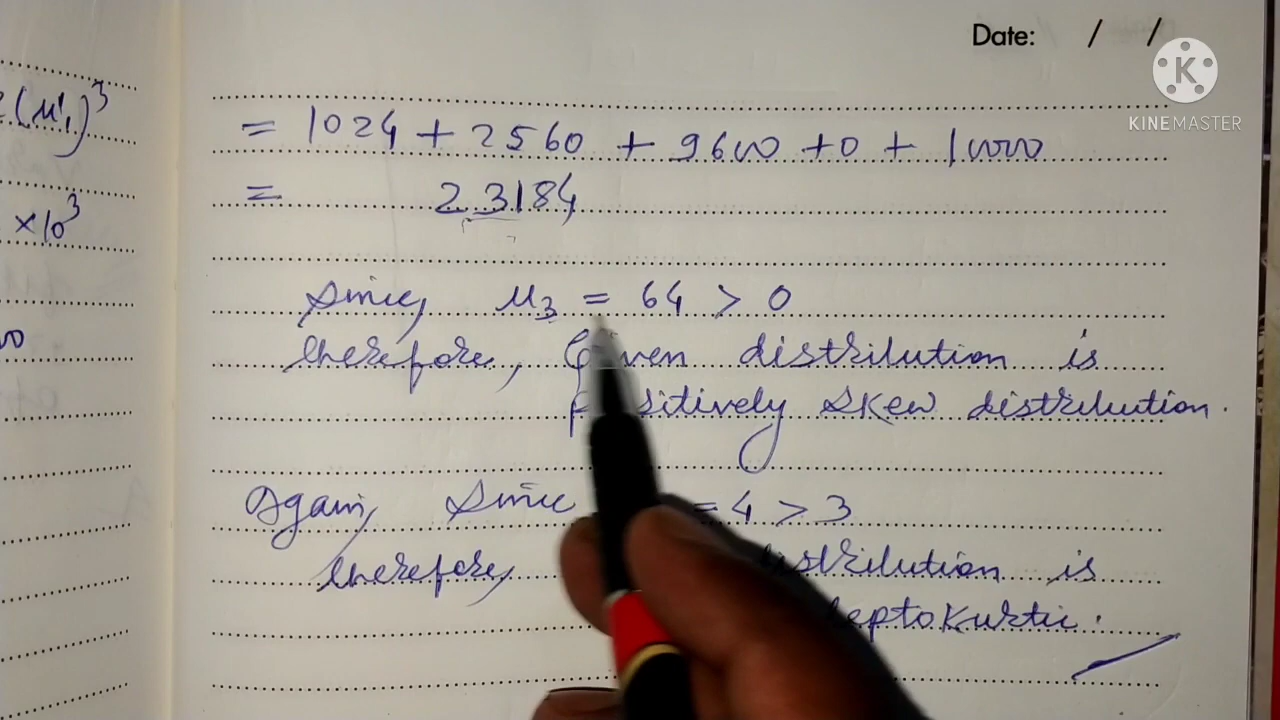 Date: / /
K
KINEMASTER
(μ'₁)³
×10³
= 1024 + 2560 + 9600 + 0 + 10000
= 23184
Since, μ₃ = 64 > 0
therefore, Given distribution is
positively skew distribution.
Again, Since = 4 > 3
therefore, distribution is
leptokurtic.